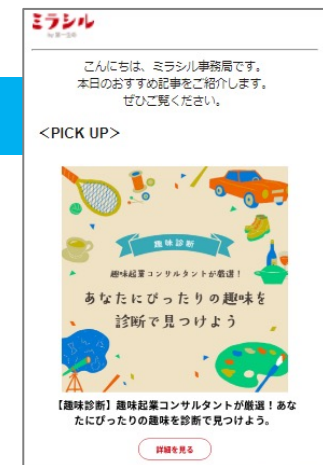 ミラシル
by 第一生命
こんにちは、ミラシル事務局です。
本日のおすすめ記事をご紹介します。
ぜひご覧ください。
<PICK UP>
趣味診断
趣味起業コンサルタントが厳選！
あなたにぴったりの趣味を
診断で見つけよう
【趣味診断】趣味起業コンサルタントが厳選！あな
たにぴったりの趣味を診断で見つけよう。
詳細を見る